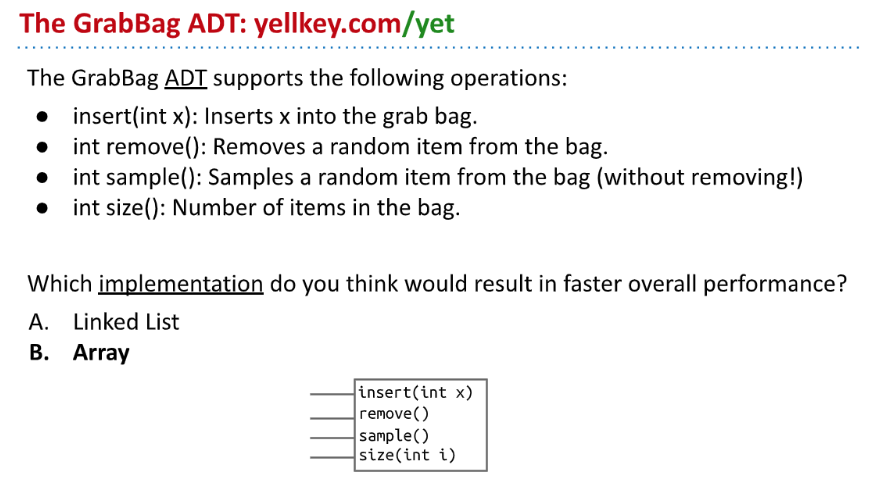 The GrabBag ADT: yellkey.com/yet
The GrabBag ADT supports the following operations:
● insert(int x): Inserts x into the grab bag.
● int remove(): Removes a random item from the bag.
● int sample(): Samples a random item from the bag (without removing!)
● int size(): Number of items in the bag.
Which implementation do you think would result in faster overall performance?
A. Linked List
B. Array
insert(int x)
remove()
sample()
size(int i)